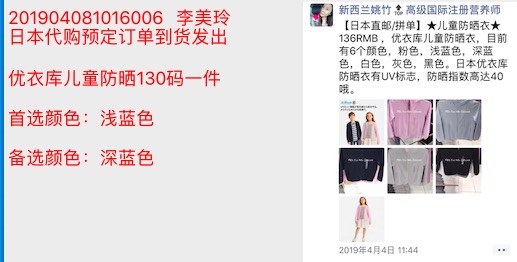 201904081016006 李美玲
日本代购预定订单到货发出
优衣库儿童防晒130码一件
首选颜色：浅蓝色
备选颜色：深蓝色
新西兰姚竹🔝高级国际注册营养师
【日本直邮/拼单】★儿童防晒衣★
136RMB ，优衣库儿童防晒衣，目前
有6个颜色，粉色，浅蓝色，深蓝
色，白色，灰色，黑色。日本优衣库
防晒衣有UV标志，防晒指数高达40
哦。
2019年4月4日 11:44